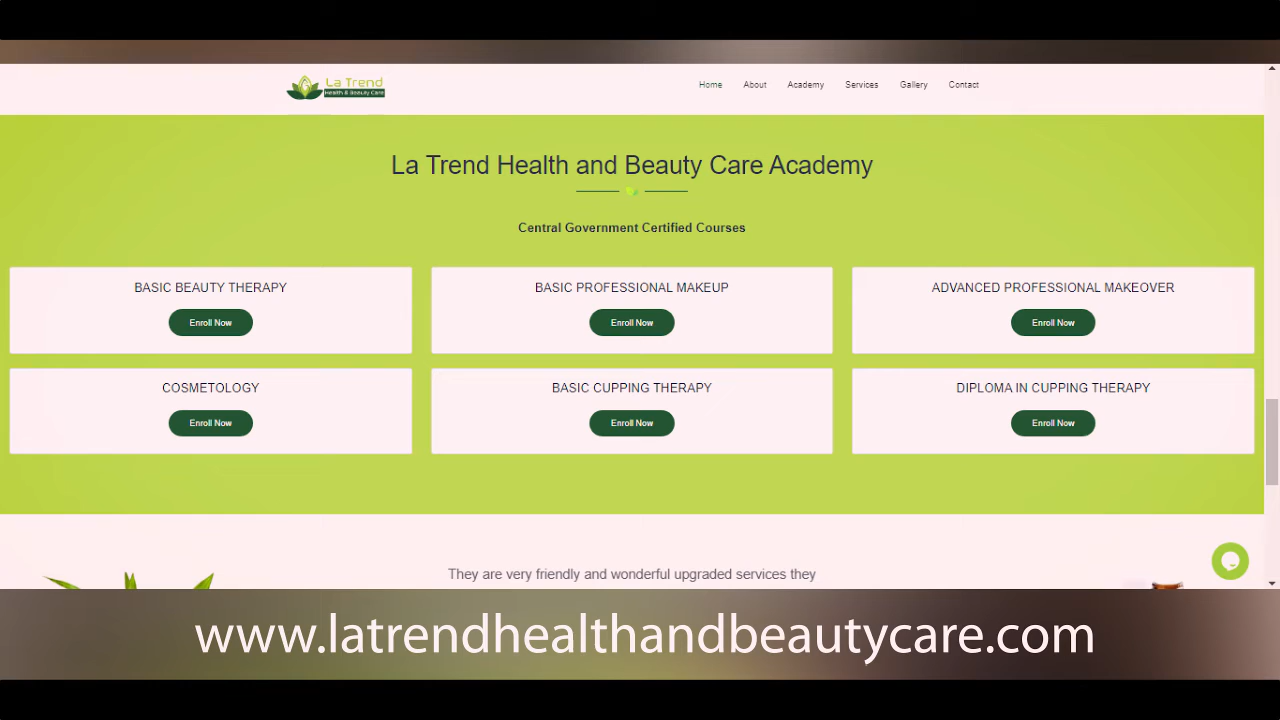 La Trend
Health & Beauty Care
Home About Academy Services Gallery Contact
La Trend Health and Beauty Care Academy
Central Government Certified Courses
BASIC BEAUTY THERAPY
Enroll Now
BASIC PROFESSIONAL MAKEUP
Enroll Now
ADVANCED PROFESSIONAL MAKEOVER
Enroll Now
COSMETOLOGY
Enroll Now
BASIC CUPPING THERAPY
Enroll Now
DIPLOMA IN CUPPING THERAPY
Enroll Now
They are very friendly and wonderful upgraded services they
www.latrendhealthandbeautycare.com